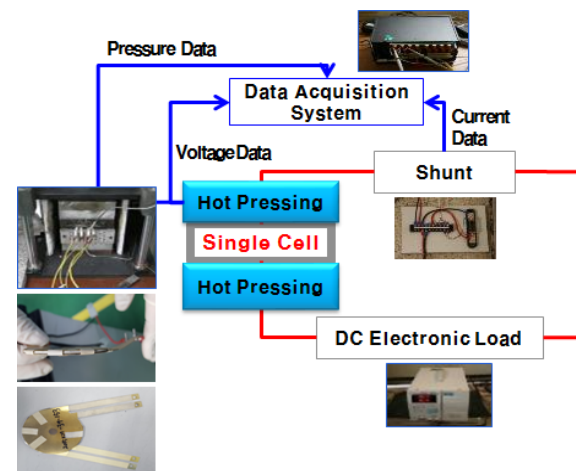 Pressure Data
Data Acquisition
System
Current
Data
Voltage Data
Shunt
Hot Pressing
Single Cell
Hot Pressing
DC Electronic Load